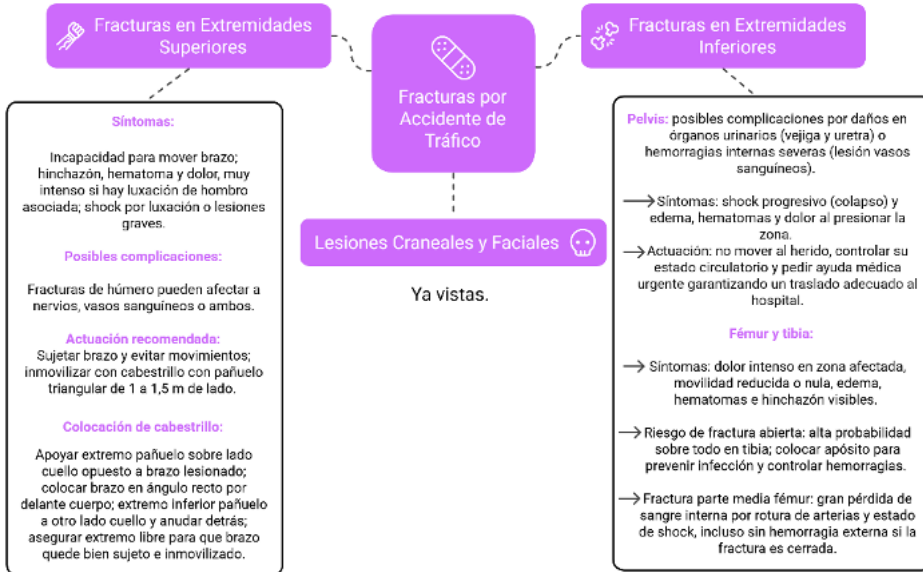 Fracturas en Extremidades
Superiores
Fracturas por
Accidente de
Tráfico
Fracturas en Extremidades
Inferiores
Lesiones Craneales y Faciales
Ya vistas.
Síntomas:
Incapacidad para mover brazo;
hinchazón, hematoma y dolor, muy
intenso si hay luxación de hombro
asociada; shock por luxación o lesiones
graves.
Posibles complicaciones:
Fracturas de húmero pueden afectar a
nervios, vasos sanguíneos o ambos.
Actuación recomendada:
Sujetar brazo y evitar movimientos;
inmovilizar con cabestrillo con pañuelo
triangular de 1 a 1,5 m de lado.
Colocación de cabestrillo:
Apoyar extremo pañuelo sobre lado
cuello opuesto a brazo lesionado;
colocar brazo en ángulo recto por
delante cuerpo; extremo inferior pañuelo
a otro lado cuello y anudar detrás;
asegurar extremo libre para que brazo
quede bien sujeto e inmovilizado.
Pelvis: posibles complicaciones por daños en
órganos urinarios (vejiga y uretra) o
hemorragias internas severas (lesión vasos
sanguíneos).
Síntomas: shock progresivo (colapso) y
edema, hematomas y dolor al presionar la
zona.
Actuación: no mover al herido, controlar su
estado circulatorio y pedir ayuda médica
urgente garantizando un traslado adecuado al
hospital.
Fémur y tibia:
Síntomas: dolor intenso en zona afectada,
movilidad reducida o nula, edema,
hematomas e hinchazón visibles.
Riesgo de fractura abierta: alta probabilidad
sobre todo en tibia; colocar apósito para
prevenir infección y controlar hemorragias.
Fractura parte media fémur: gran pérdida de
sangre interna por rotura de arterias y estado
de shock, incluso sin hemorragia externa si la
fractura es cerrada.